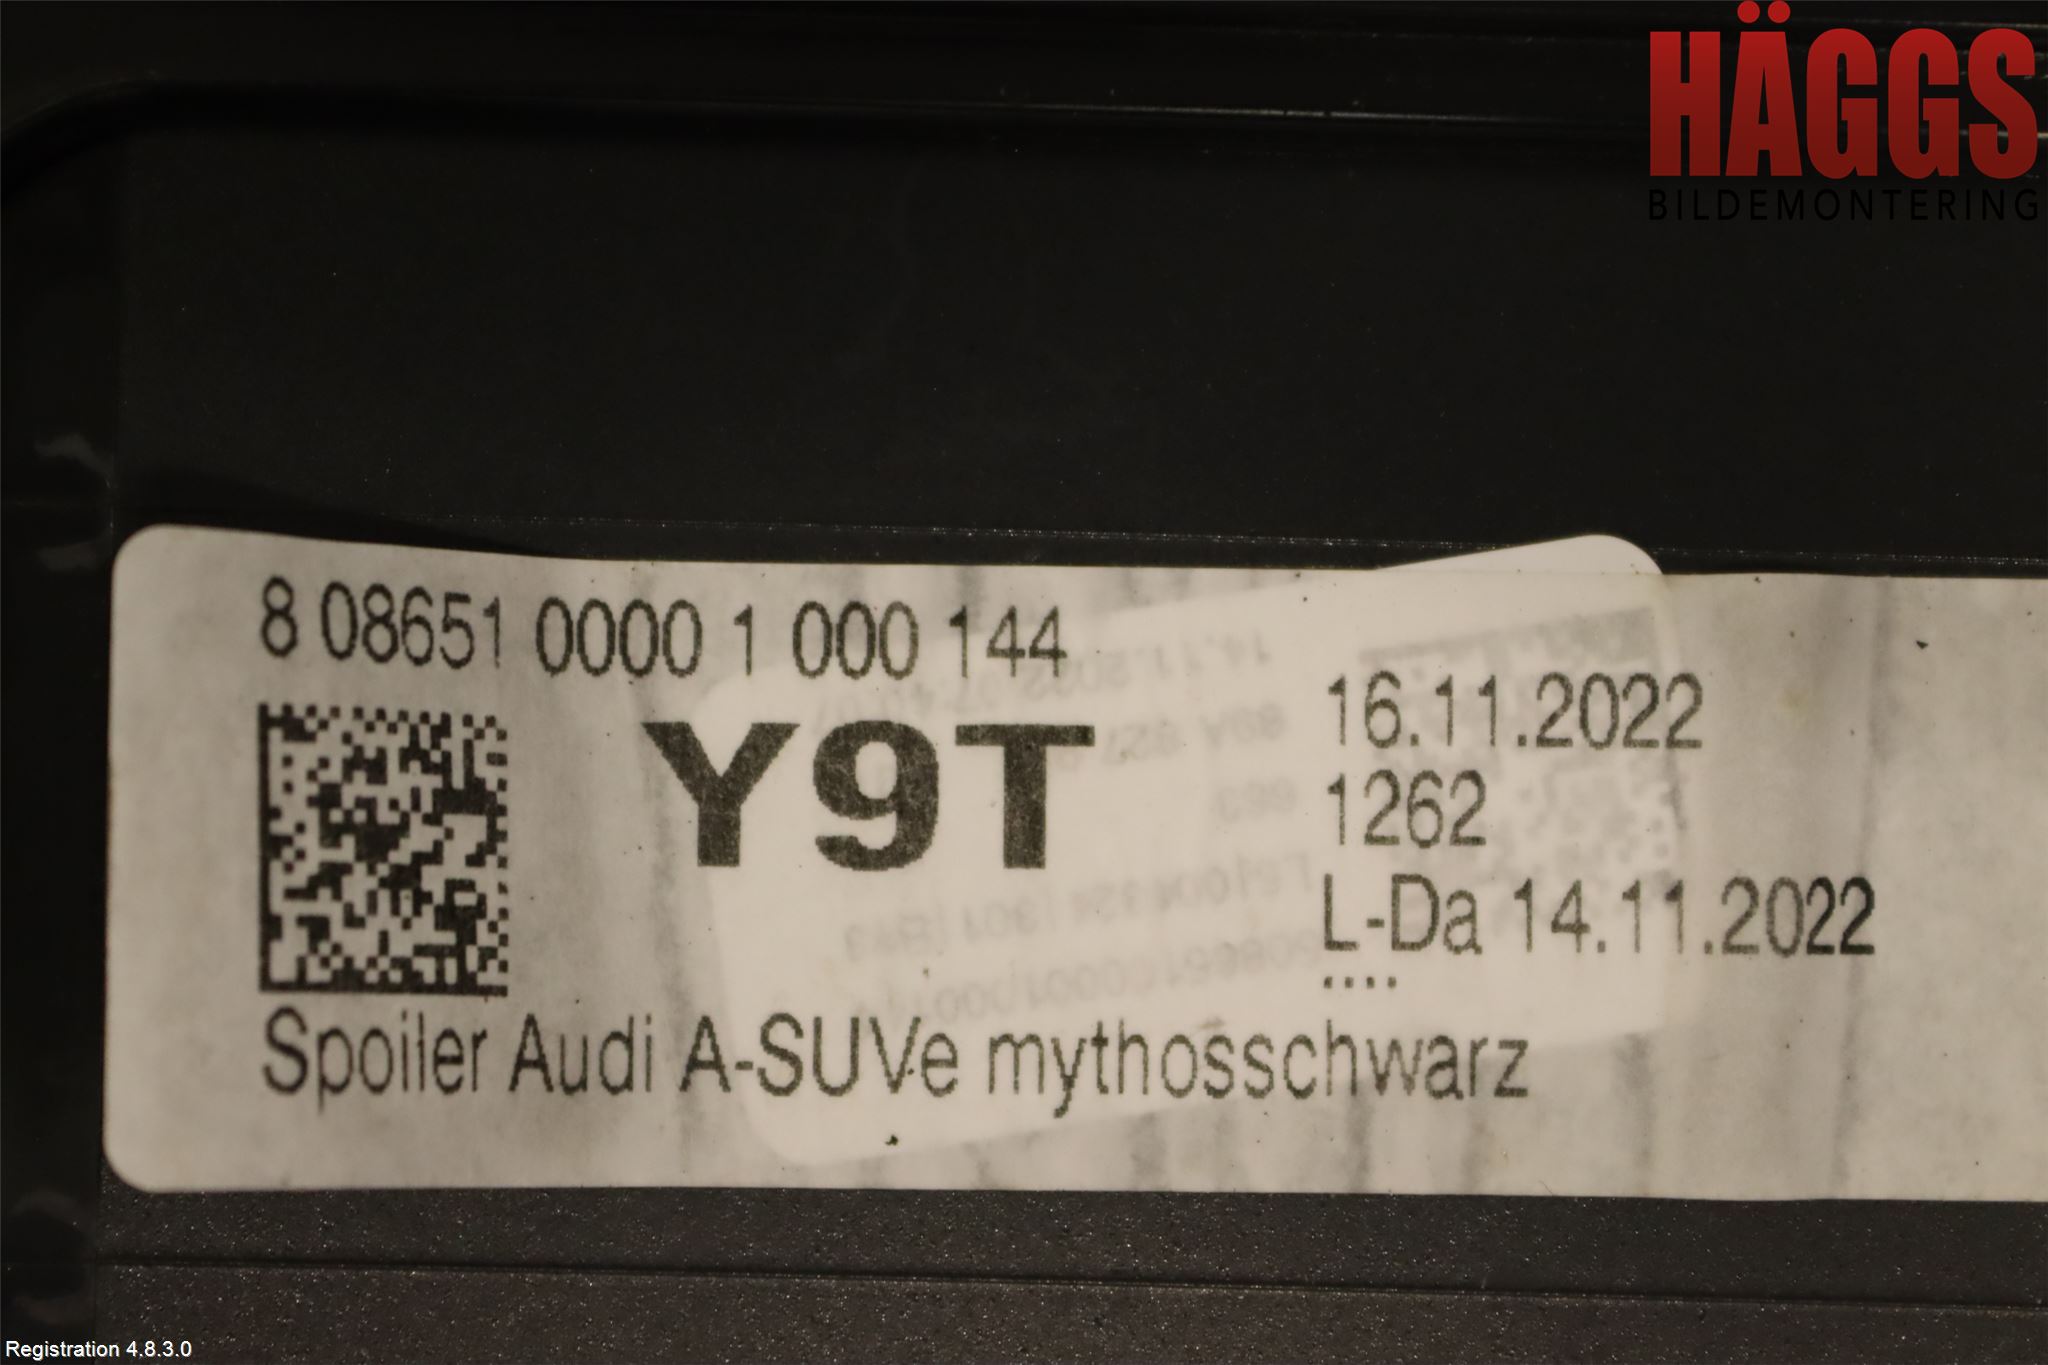 HÄGGS
BILDEMONTERING
8 08651 0000 1 000 144
Y9T
16.11.2022
1262
L-Da 14.11.2022
Spoiler Audi A-SUVe mythosschwarz
Registration 4.8.3.0